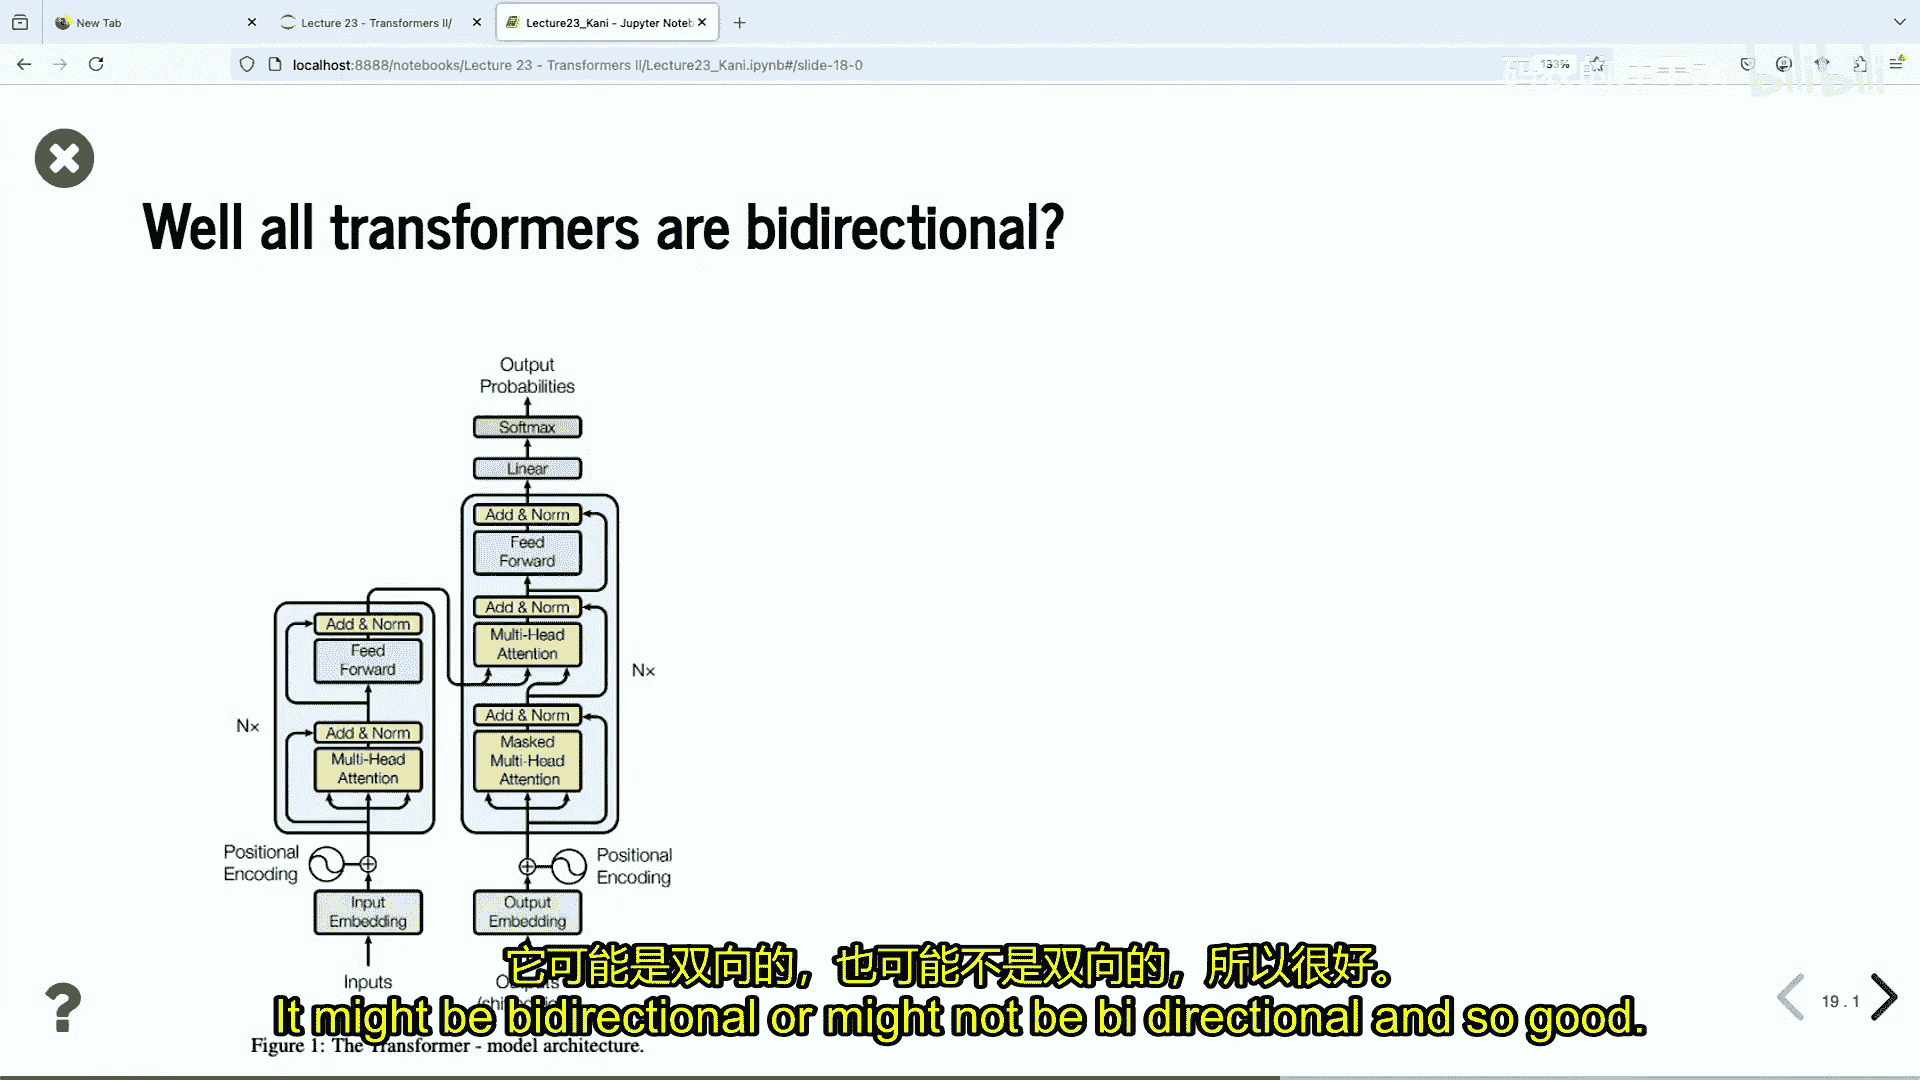 New Tab
Lecture 23 - Transformers II/
Lecture23_Kani - Jupyter Noteb
localhost:8888/notebooks/Lecture 23 - Transformers II/Lecture23_Kani.ipynb#/slide-18-0
133%
bilibili
Well all transformers are bidirectional?
Output
Probabilities
Softmax
Linear
Add & Norm
Feed
Forward
Add & Norm
Multi-Head
Attention
Add & Norm
Masked
Multi-Head
Attention
Nx
Add & Norm
Feed
Forward
Add & Norm
Multi-Head
Attention
Nx
Positional
Encoding
Input
Embedding
Inputs
Positional
Encoding
Output
Embedding
它可能是双向的，也可能不是双向的，所以很好。
It might be bidirectional or might not be bi directional and so good.
Figure 1: The Transformer - model architecture.
?
19 . 1